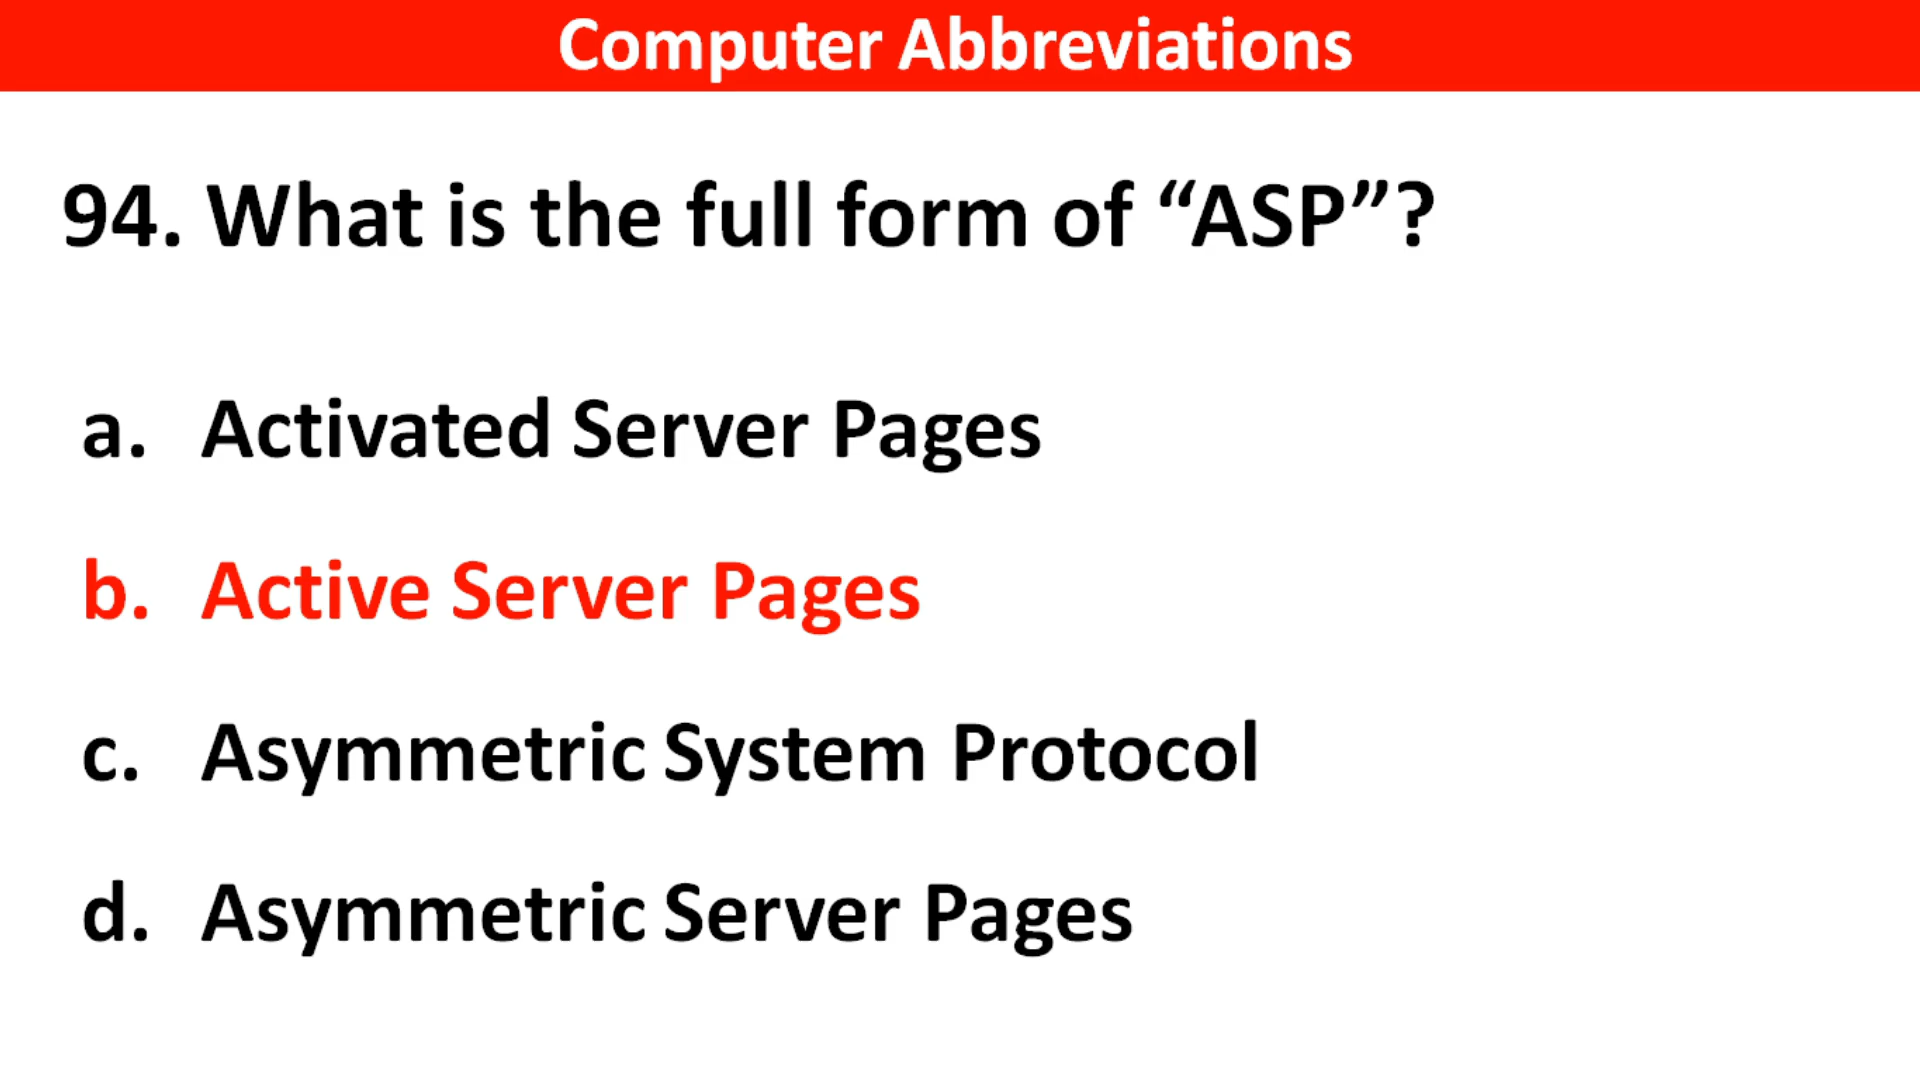 Computer Abbreviations
94. What is the full form of “ASP”?
a. Activated Server Pages
b. Active Server Pages
c. Asymmetric System Protocol
d. Asymmetric Server Pages